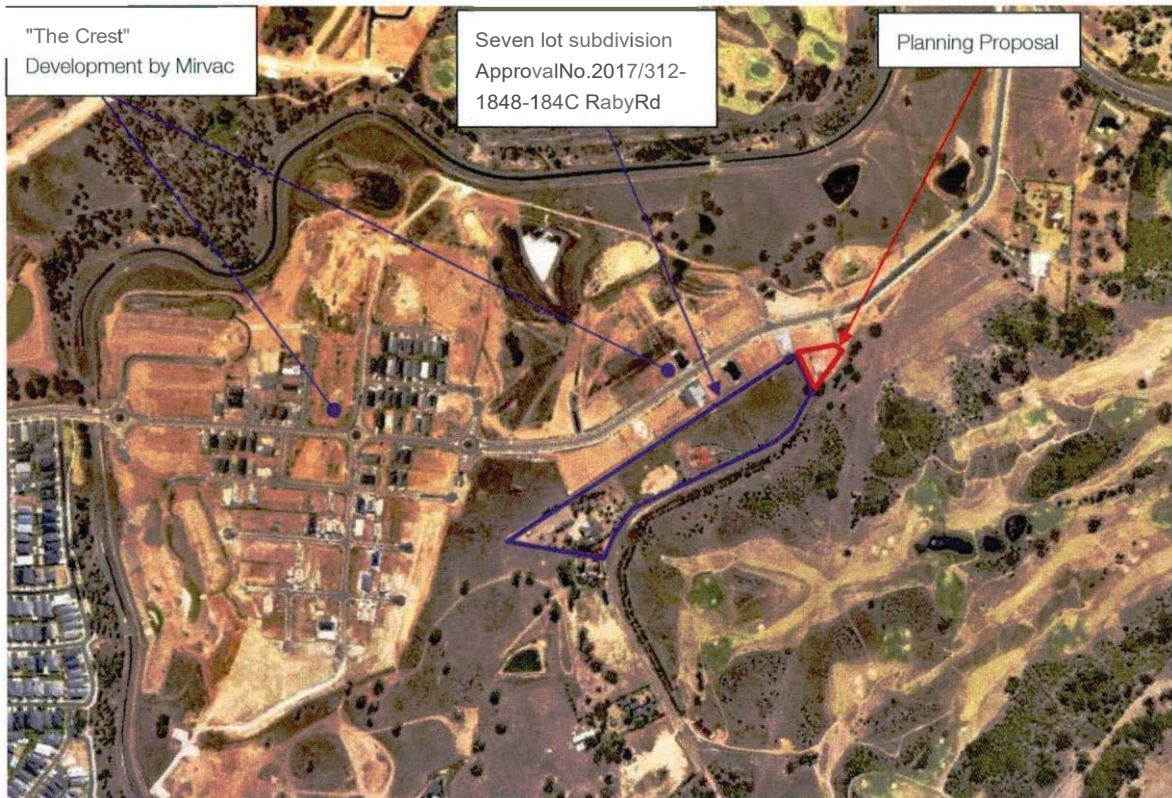 "The Crest"
Development by Mirvac
Seven lot subdivision
ApprovalNo.2017/312-
1848-184C RabyRd
Planning Proposal